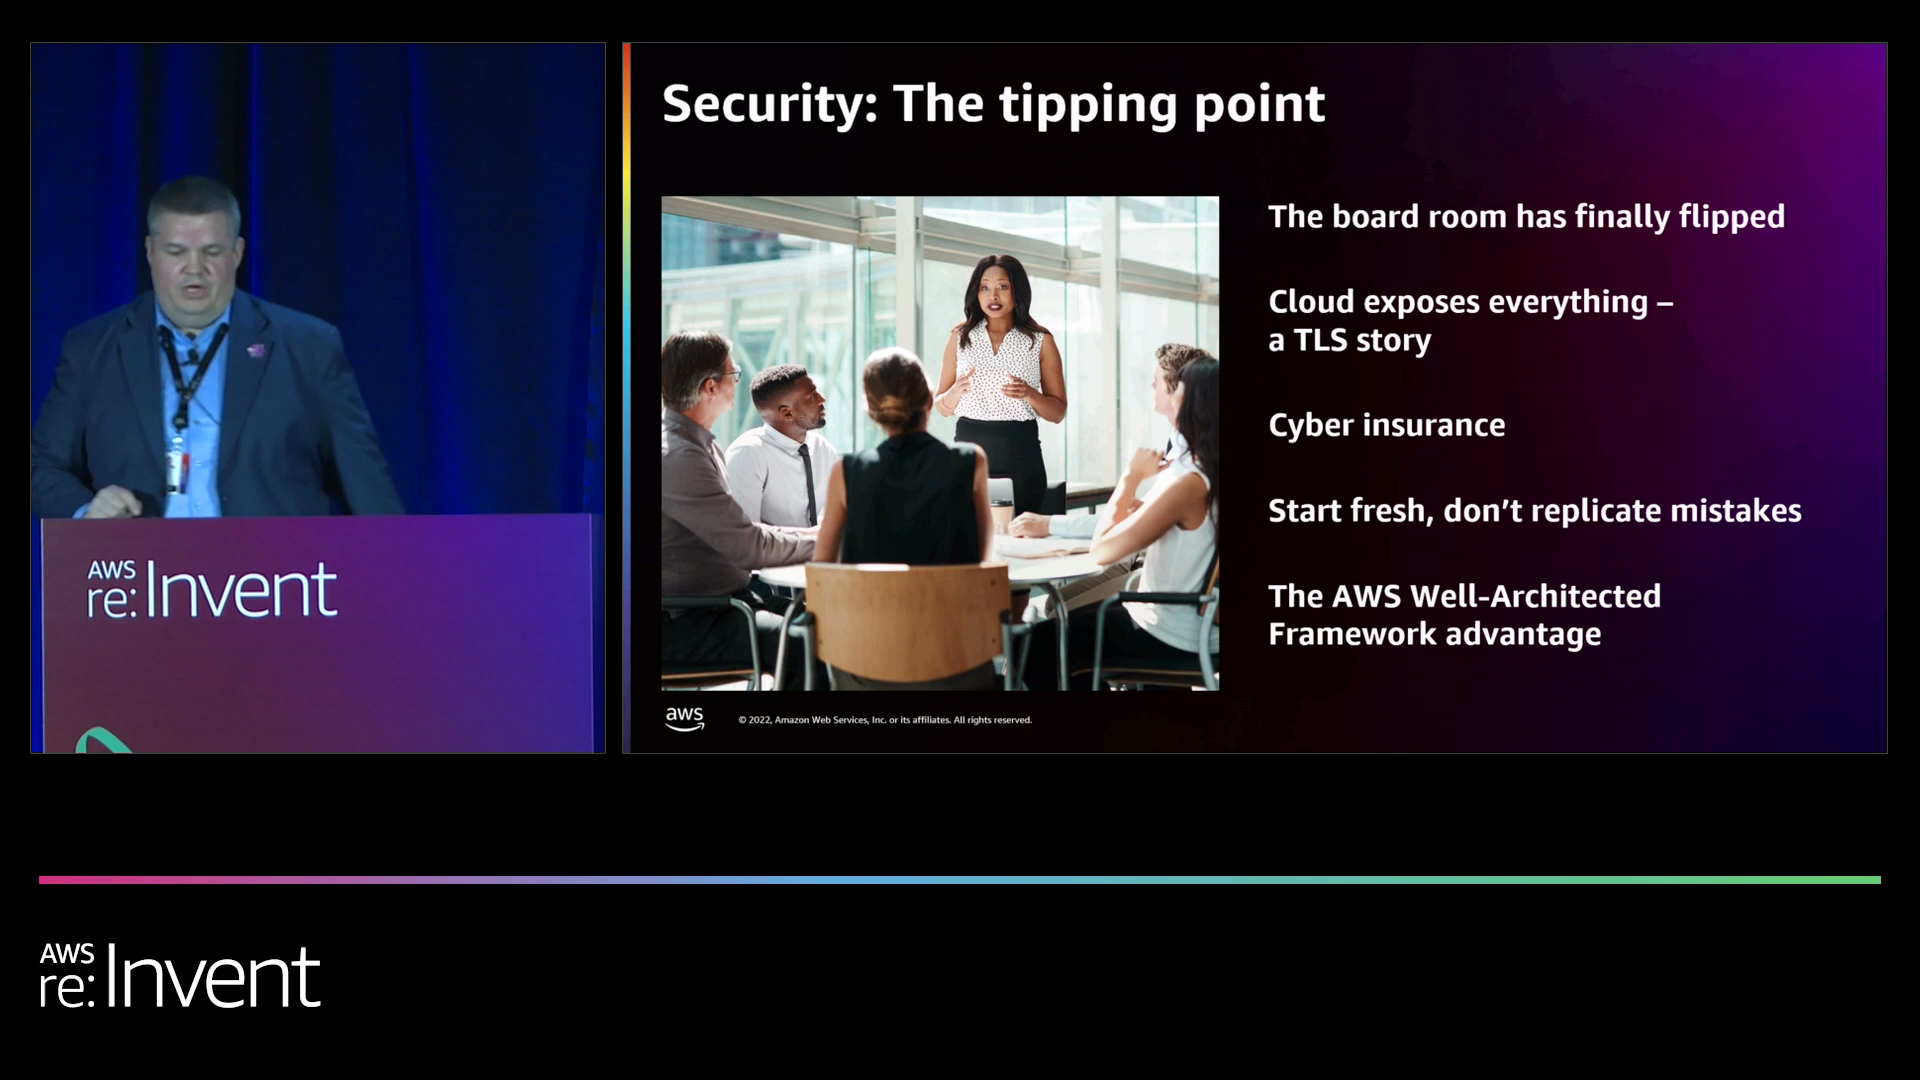 AWS
re:Invent
Security: The tipping point
The board room has finally flipped
Cloud exposes everything –
a TLS story
Cyber insurance
Start fresh, don’t replicate mistakes
The AWS Well-Architected
Framework advantage
aws
© 2022, Amazon Web Services, Inc. or its affiliates. All rights reserved.
AWS
re:Invent